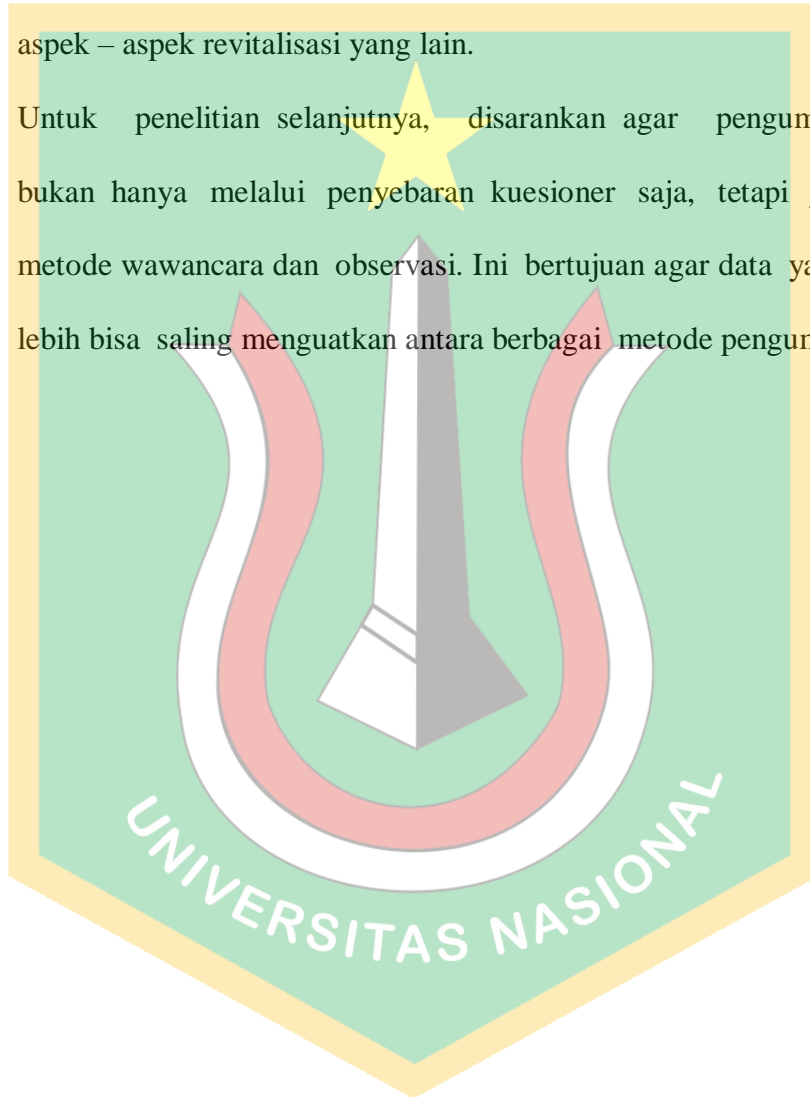 aspek – aspek revitalisasi yang lain.
Untuk penelitian selanjutnya, disarankan agar
bukan hanya melalui penyebaran kuesioner saja, tetapi
metode wawancara dan observasi. Ini bertujuan agar data
lebih bisa saling menguatkan antara berbagai metode
UNIVERSITAS NASIONAL